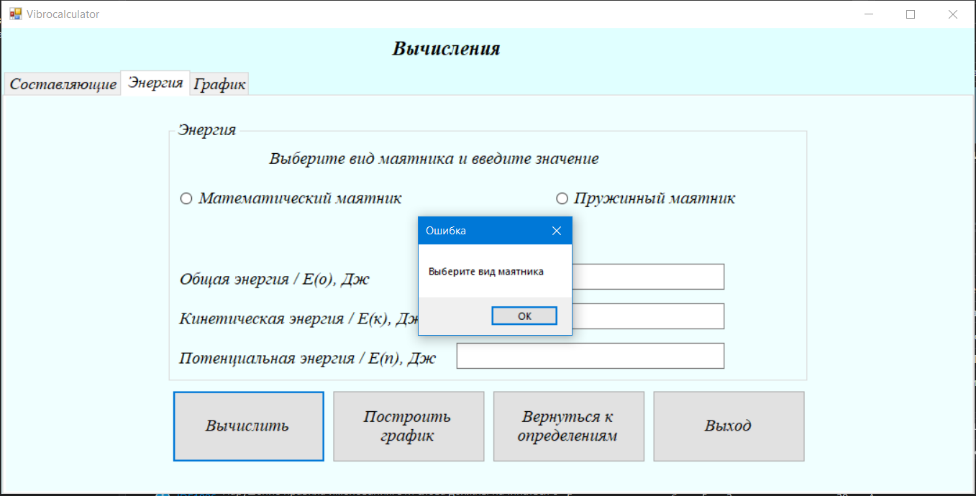 Vibrocalculator
Вычисления
Составляющие Энергия График
Энергия
Выберите вид маятника и введите значение
Математический маятник Пружинный маятник
Ошибка
Выберите вид маятника
OK
Общая энергия / E(о), Дж
Кинетическая энергия / E(к), Дж
Потенциальная энергия / E(п), Дж
Вычислить
Построить
график
Вернуться к
определениям
Выход